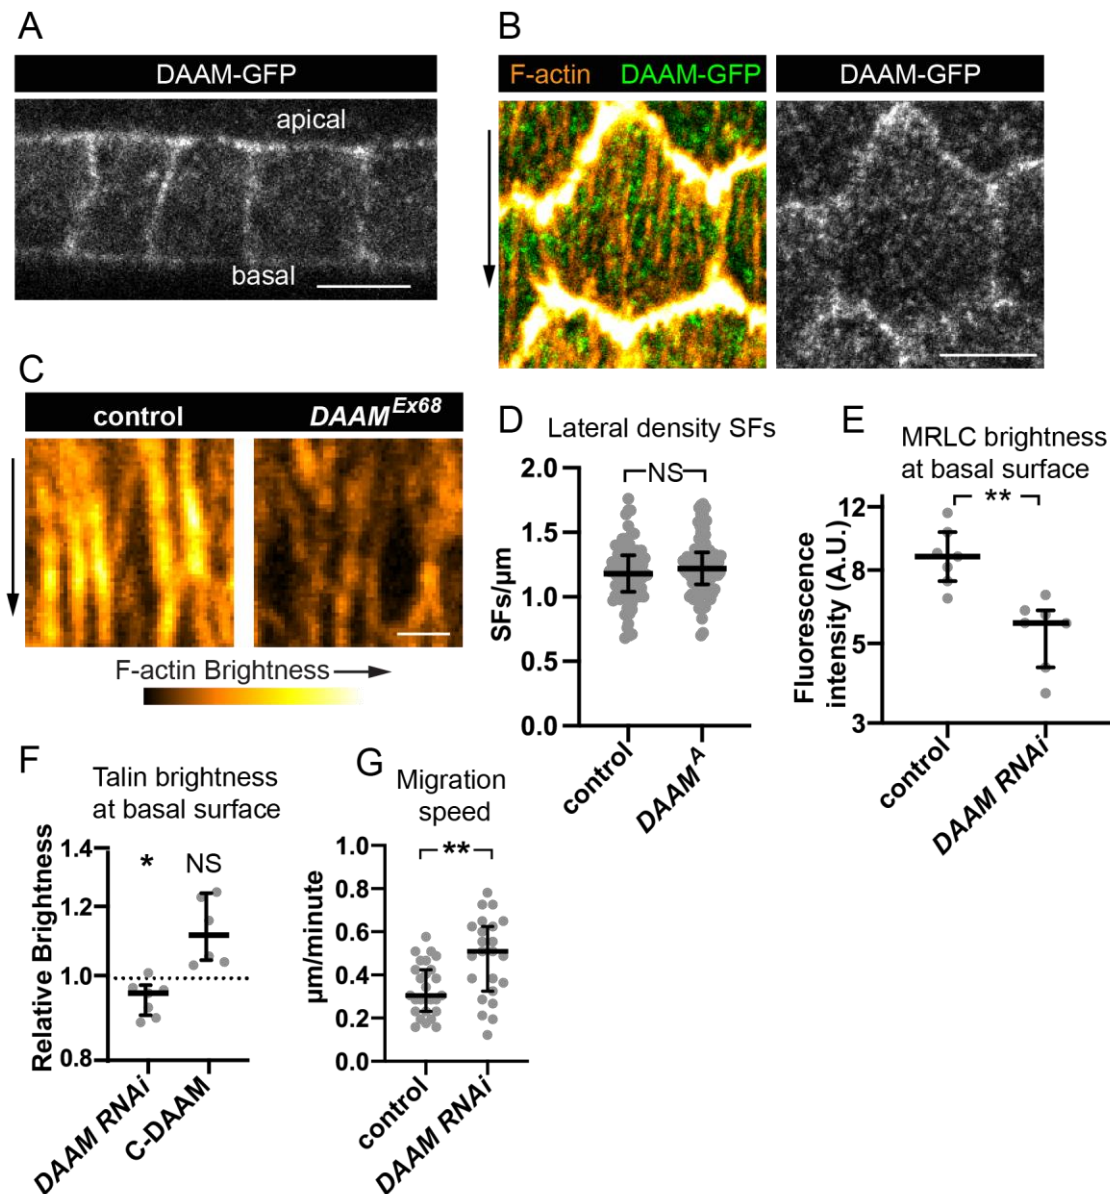 A
DAAM-GFP
apical
basal
B
F-actin DAAM-GFP
DAAM-GFP
C
control
DAAM^Ex68
F-actin Brightness
D
Lateral density SFs
NS
2.0
1.5
1.0
0.5
0.0
SFs/µm
control
DAAM^A
E
MRLC brightness
at basal surface
**
12
8
5
3
Fluorescence
intensity (A.U.)
control
DAAM RNAi
F
Talin brightness
at basal surface
* NS
1.4
1.2
1.0
0.8
Relative Brightness
DAAM RNAi
C-DAAM
G
Migration
speed
**
1.0
0.8
0.6
0.4
0.2
0.0
µm/minute
control
DAAM RNAi